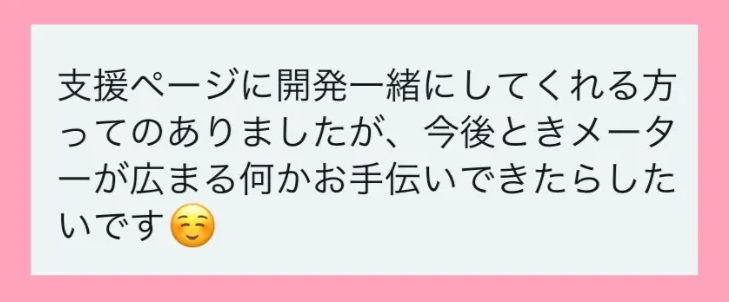 支援ページに開発一緒にしてくれる方
ってのありましたが、今後ときメータ
ーが広まる何かお手伝いできたらした
いです☺️